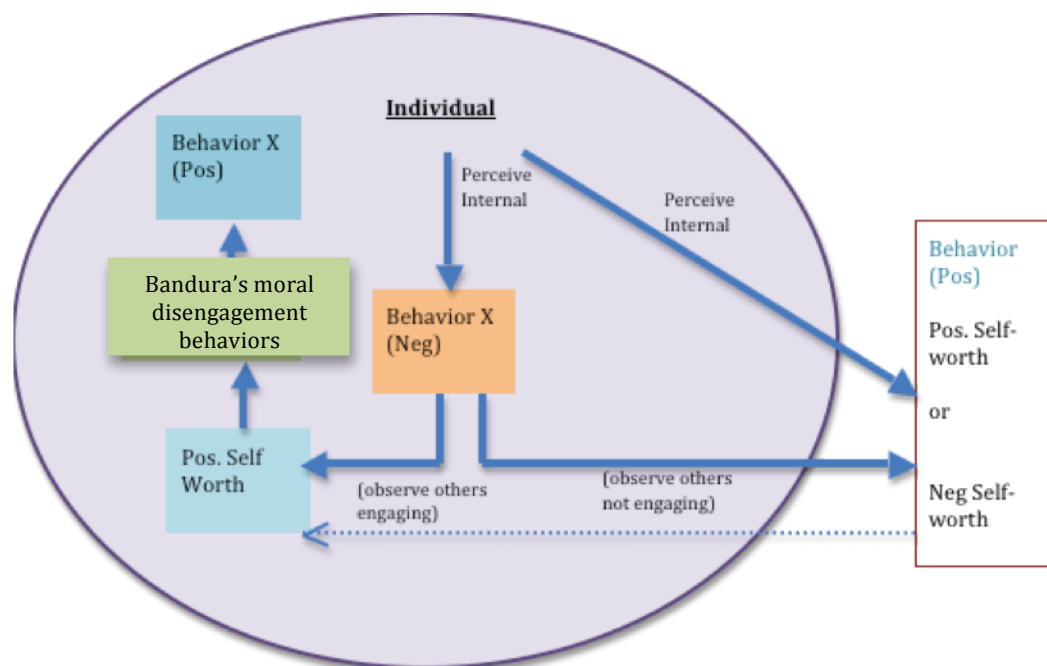 Individual
Behavior X
(Pos)
Perceive
Internal
Perceive
Internal
Bandura's moral
disengagement
behaviors
Behavior X
(Neg)
Pos. Self
Worth
(observe others
engaging)
(observe others
not engaging)
Behavior
(Pos)
Pos. Self-
worth
or
Neg Self-
worth